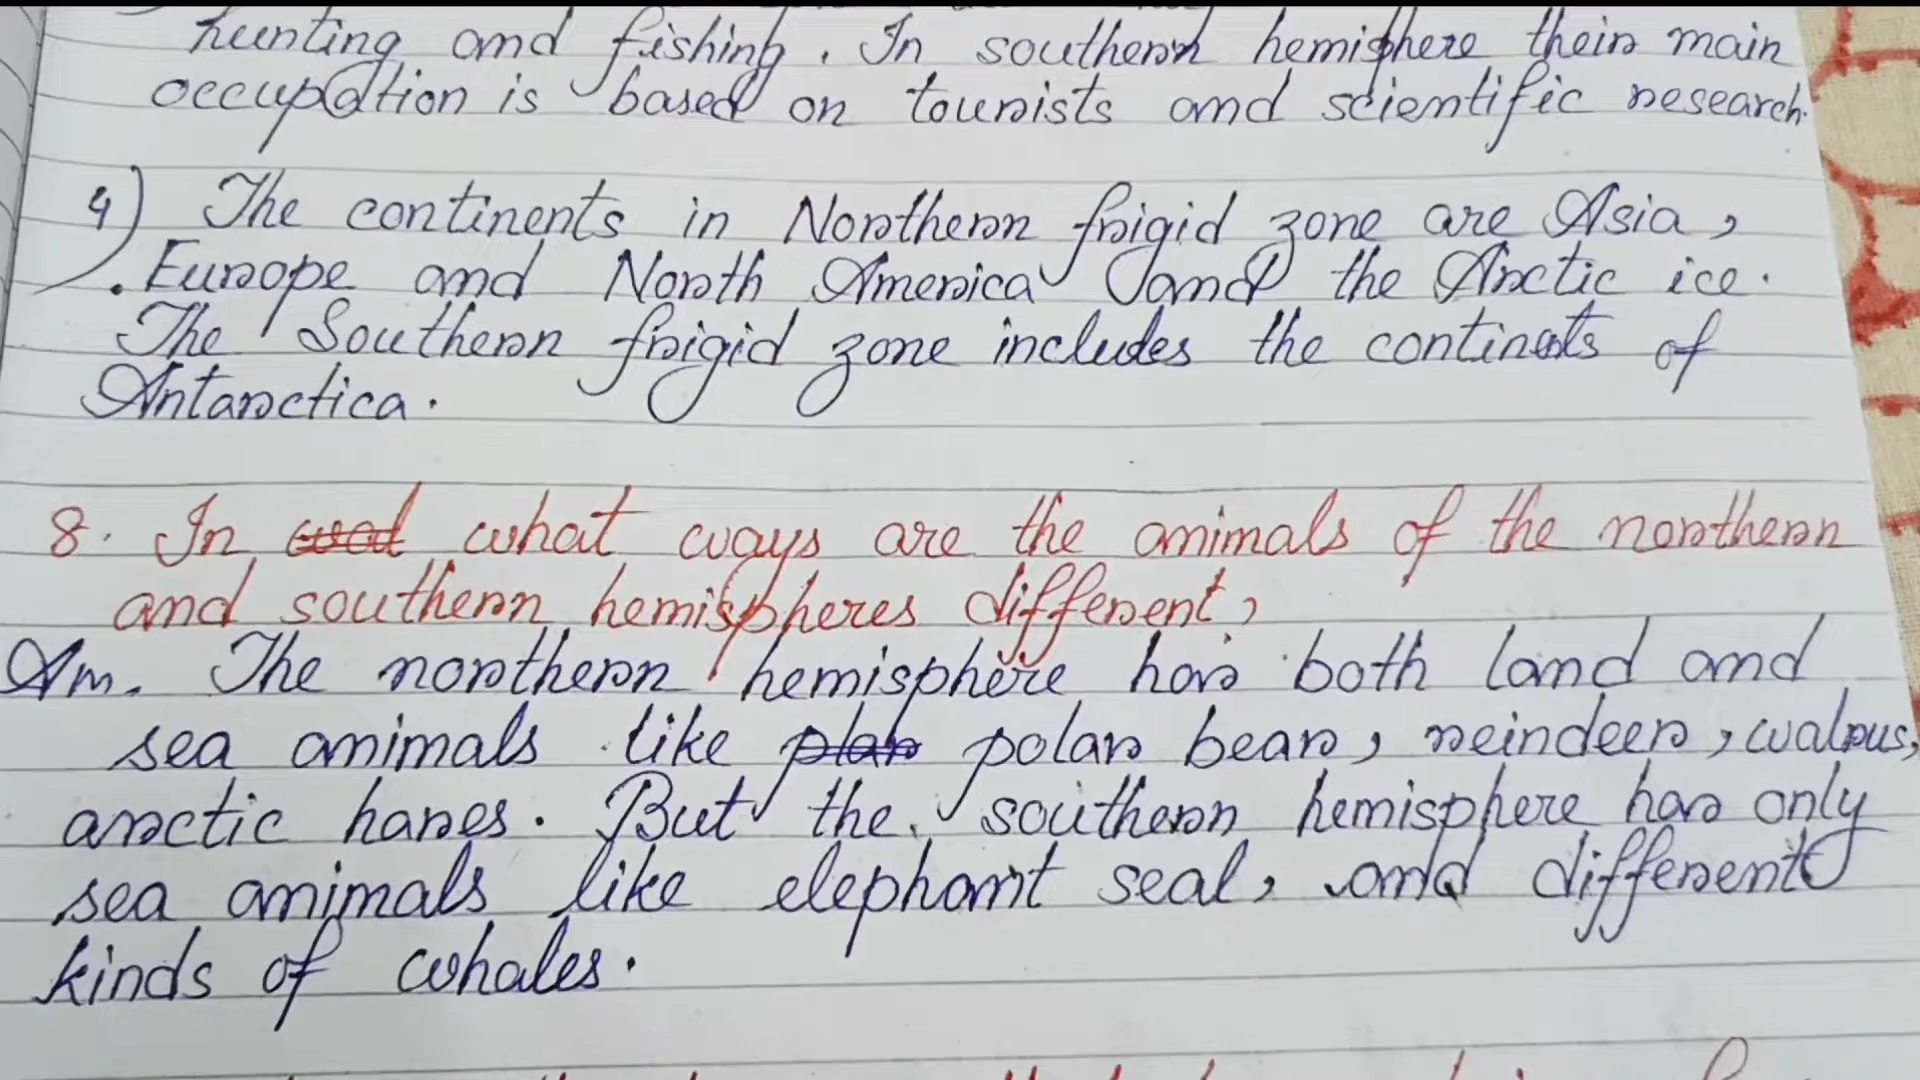 hunting and fishing. In southern hemisphere their main
occupation is based on tourists and scientific research.
4) The continents in Northern frigid zone are Asia,
Europe and North America and the Arctic ice.
The Southern frigid zone includes the continents of
Antarctica.
8. In what ways are the animals of the northern
and southern hemispheres different?
Ans. The northern hemisphere has both land and
sea animals like polar bear, reindeer, walrus,
arctic hares. But the southern hemisphere has only
sea animals like elephant seal, and different
kinds of whales.